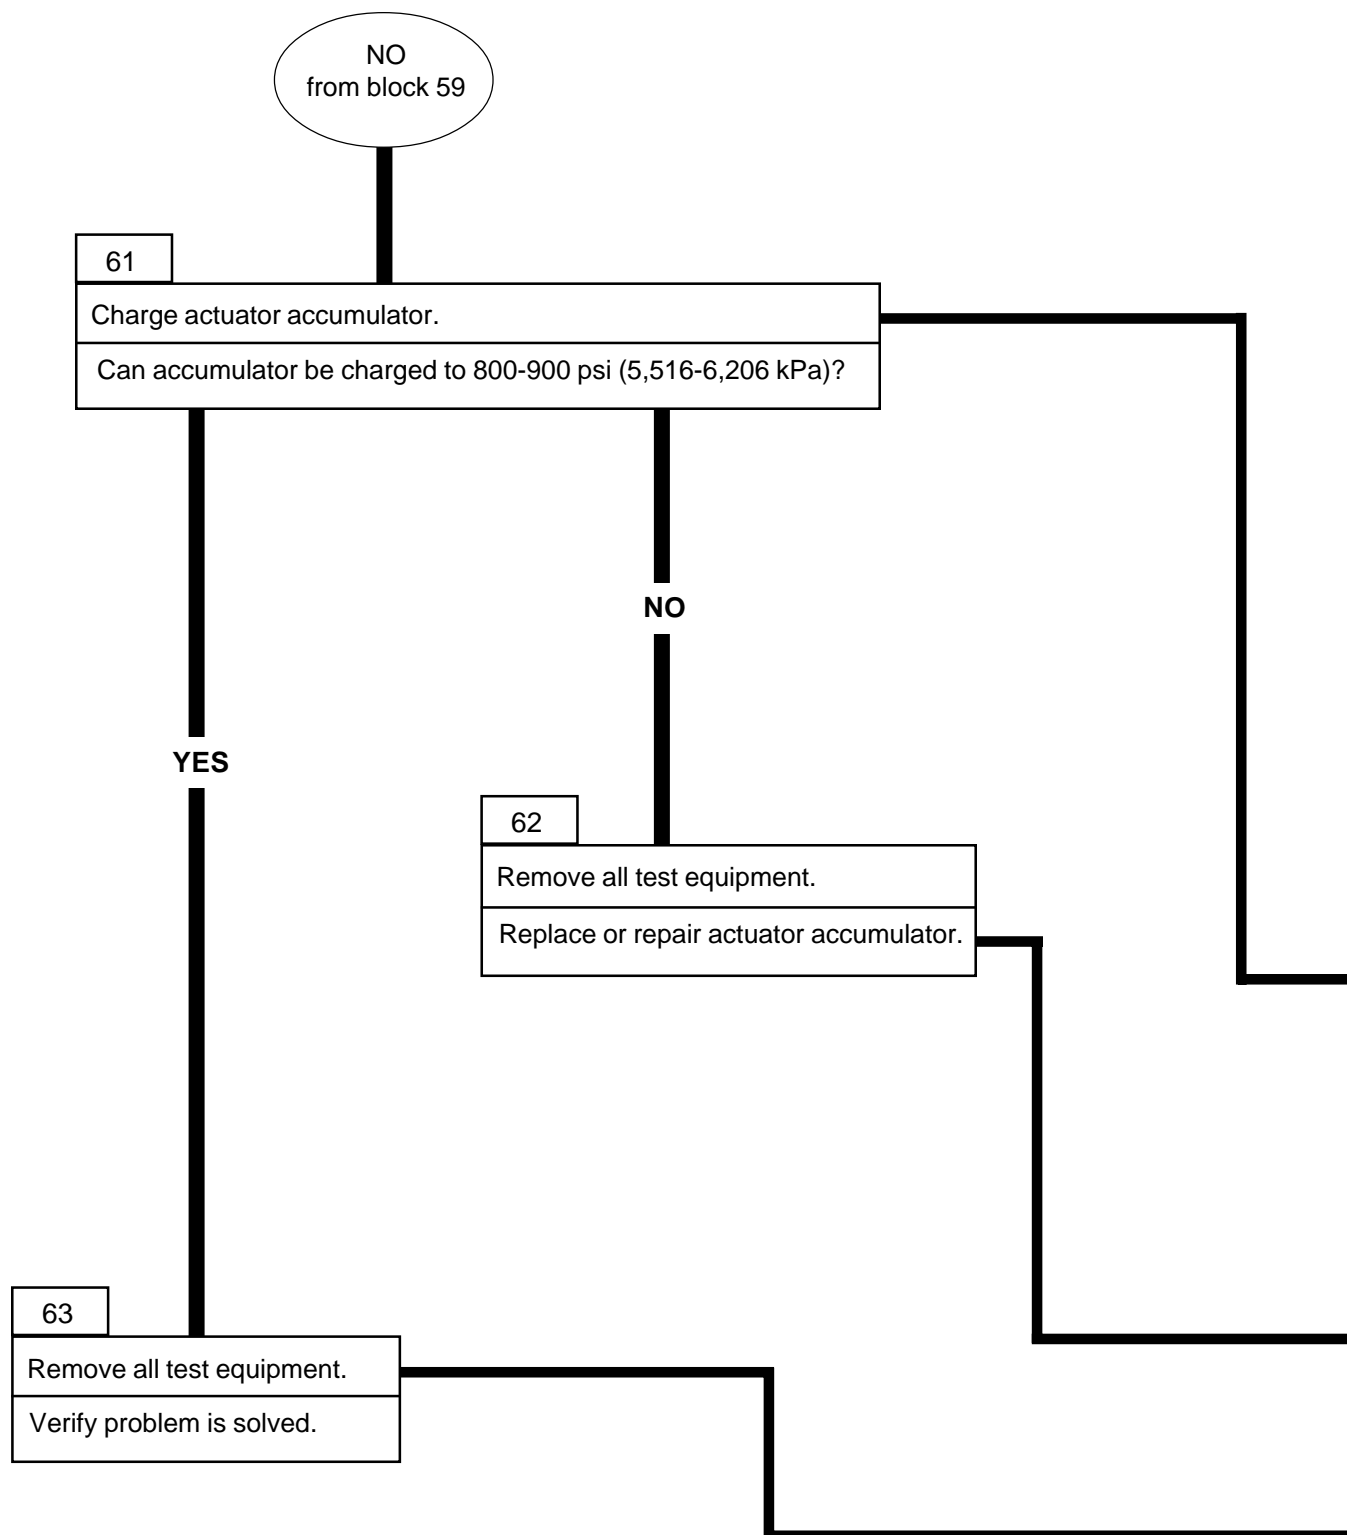 NO
from block 59
61
Charge actuator accumulator.
Can accumulator be charged to 800-900 psi (5,516-6,206 kPa)?
NO
YES
62
Remove all test equipment.
Replace or repair actuator accumulator.
63
Remove all test equipment.
Verify problem is solved.